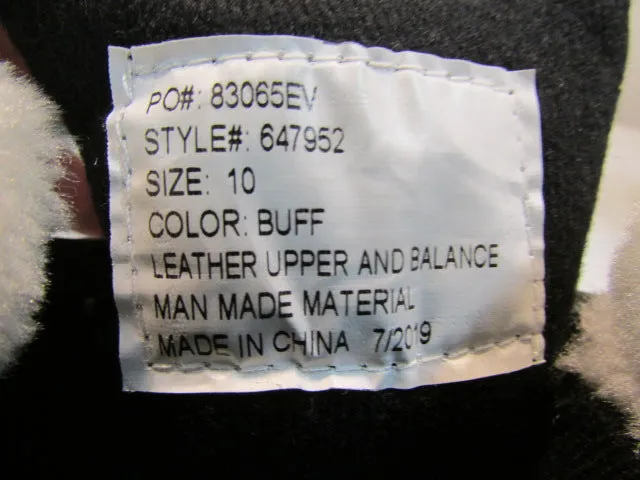 PO#: 83065EV
STYLE#: 647952
SIZE: 10
COLOR: BUFF
LEATHER UPPER AND BALANCE
MAN MADE MATERIAL
MADE IN CHINA 7/2019